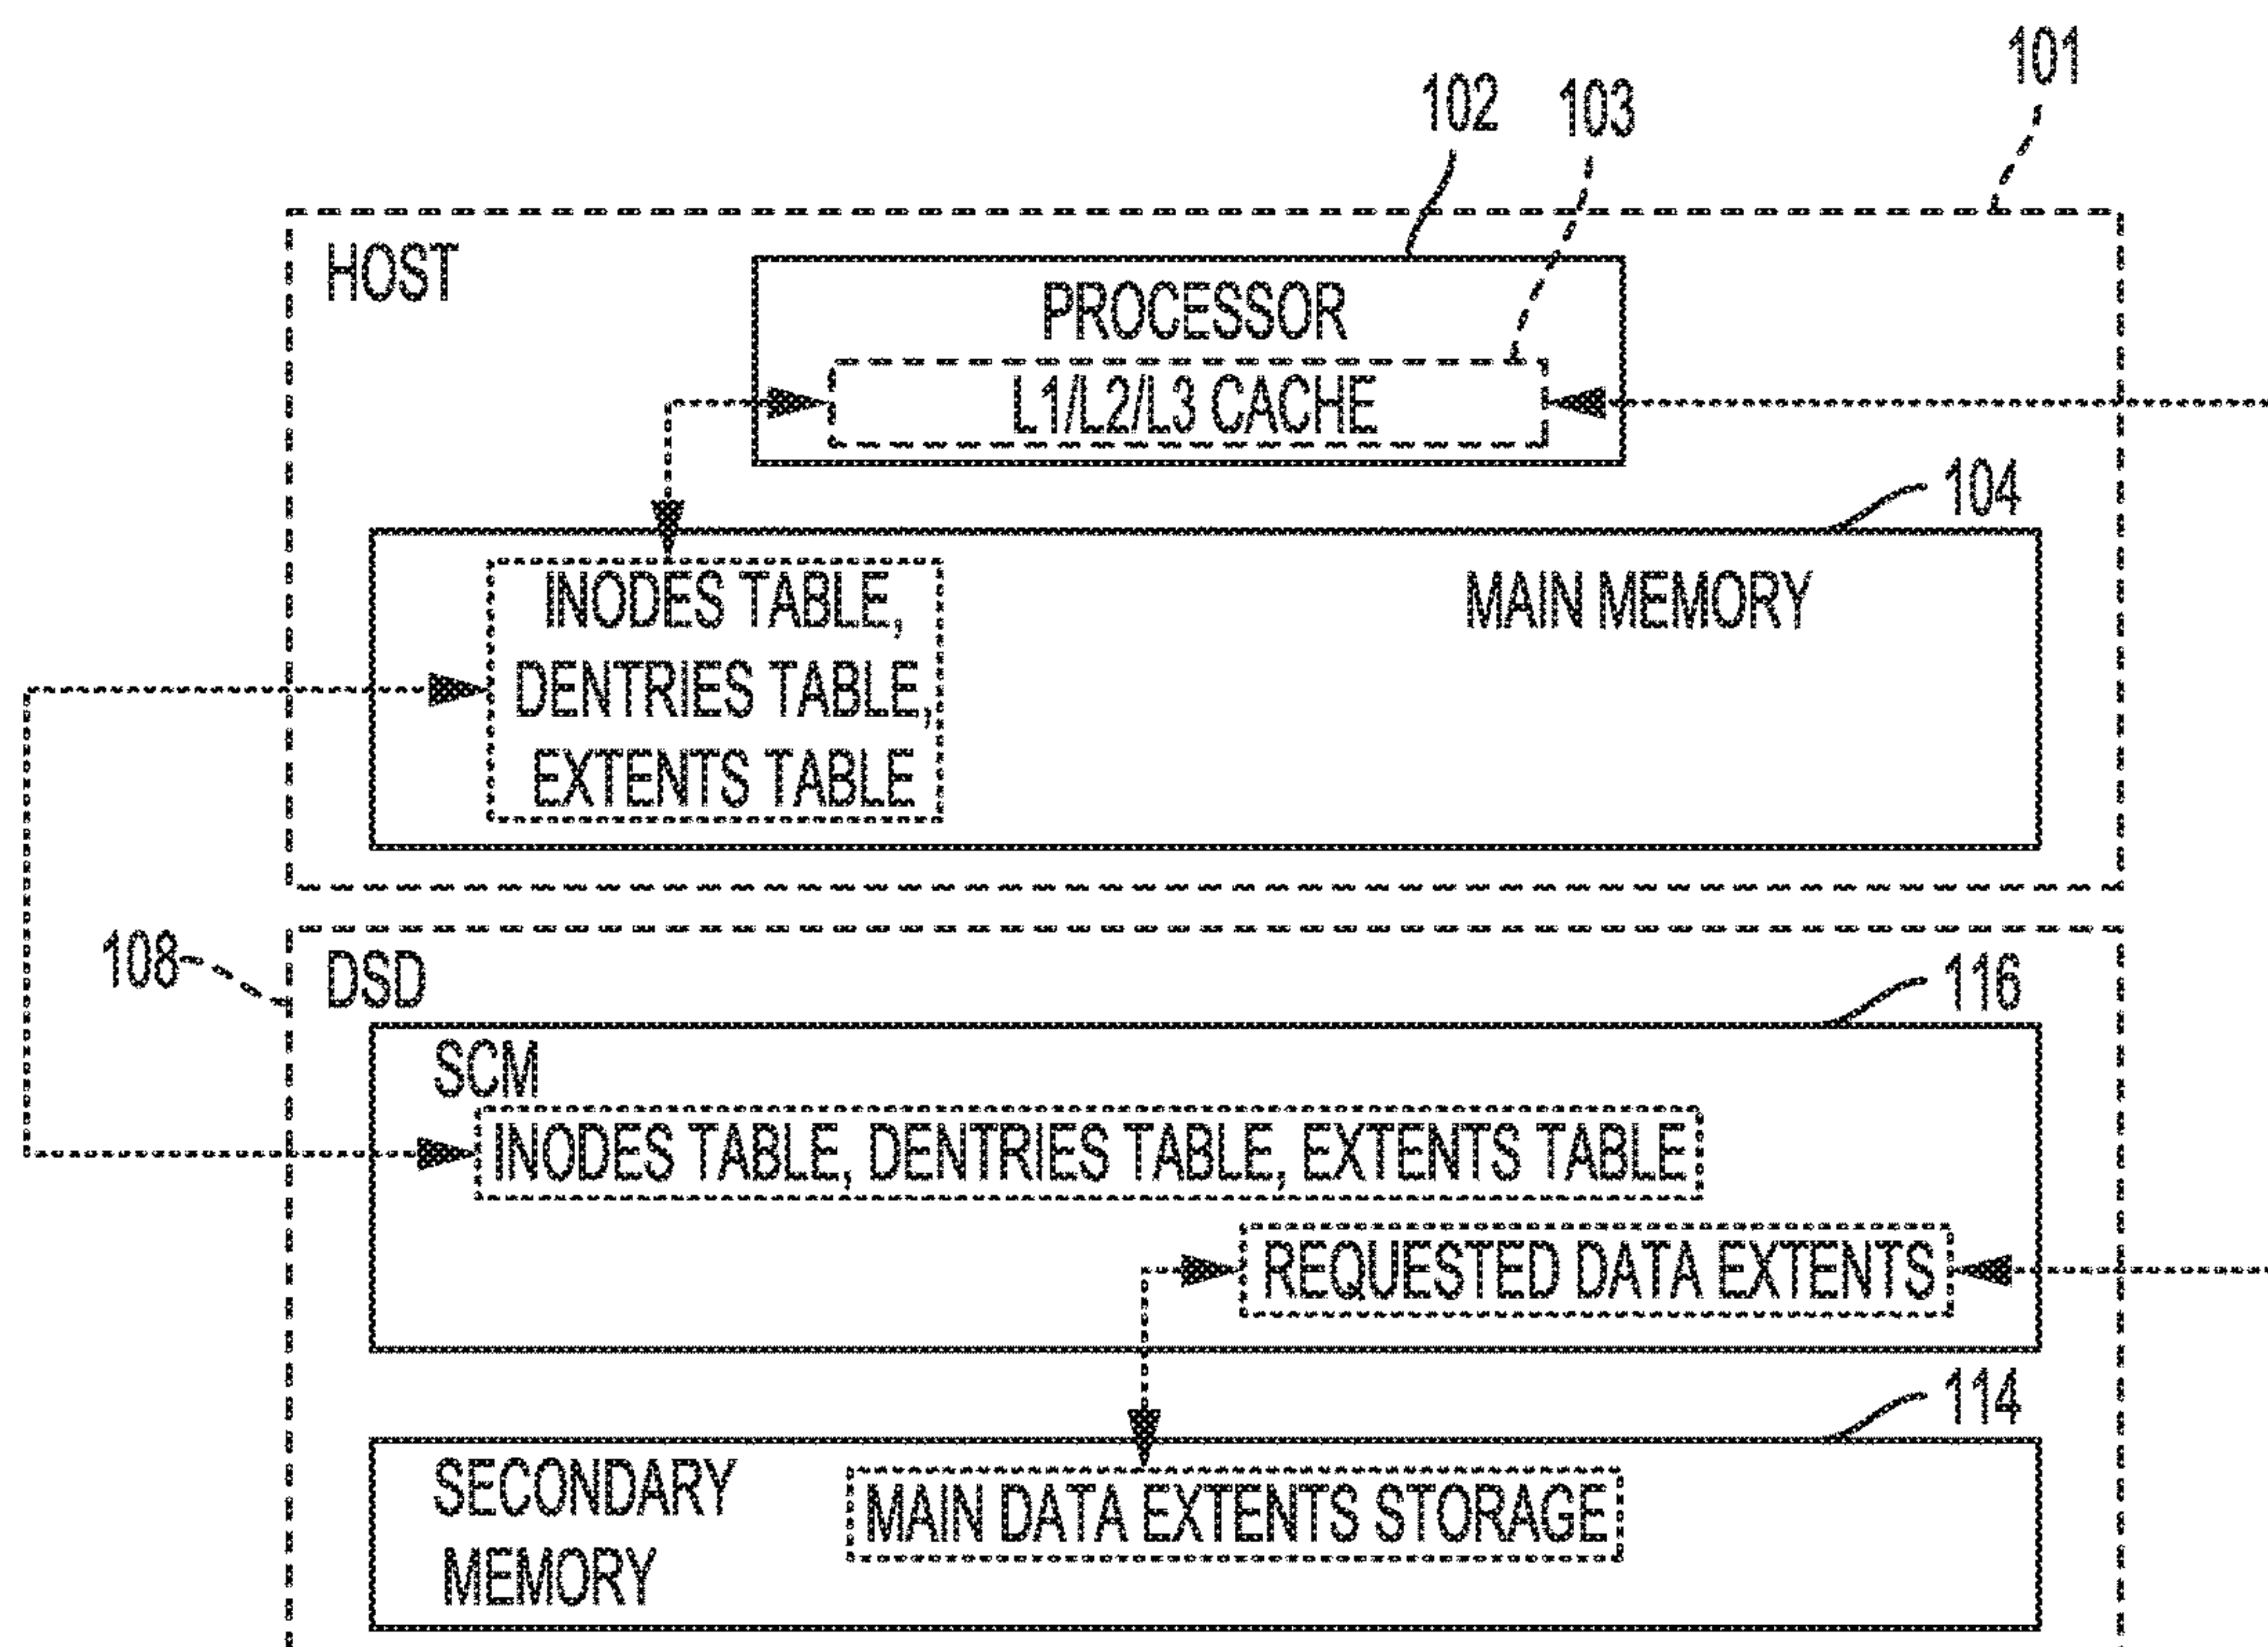 101
102
103
HOST
PROCESSOR
L1/L2/L3 CACHE
104
INODES TABLE,
DENTRIES TABLE,
EXTENTS TABLE
MAIN MEMORY
108
DSD
116
SCM
INODES TABLE, DENTRIES TABLE, EXTENTS TABLE
REQUESTED DATA EXTENTS
114
SECONDARY
MEMORY
MAIN DATA EXTENTS STORAGE